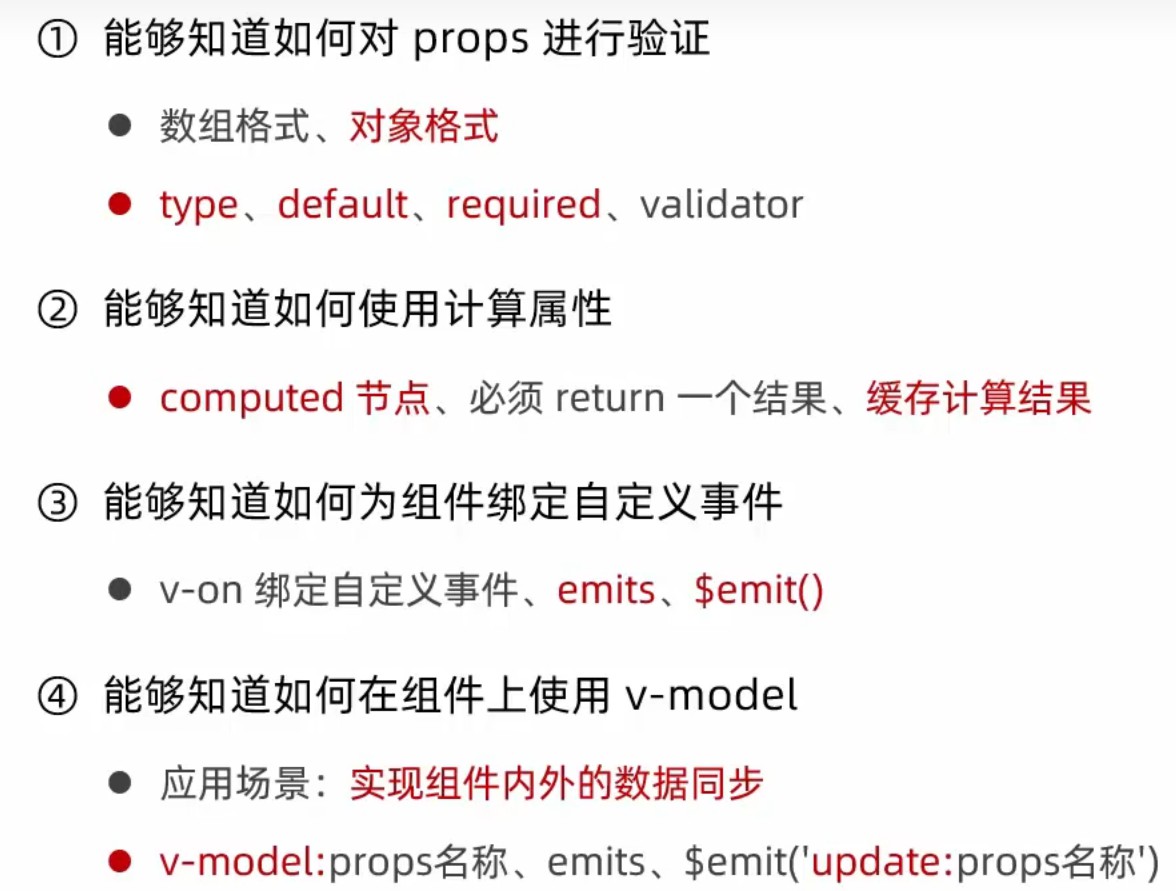 ① 能够知道如何对 props 进行验证
● 数组格式、对象格式
● type、default、required、validator
② 能够知道如何使用计算属性
● computed 节点、必须 return 一个结果、缓存计算结果
③ 能够知道如何为组件绑定自定义事件
● v-on 绑定自定义事件、emits、$emit()
④ 能够知道如何在组件上使用 v-model
● 应用场景：实现组件内外的数据同步
● v-model:props名称、emits、$emit('update:props名称')